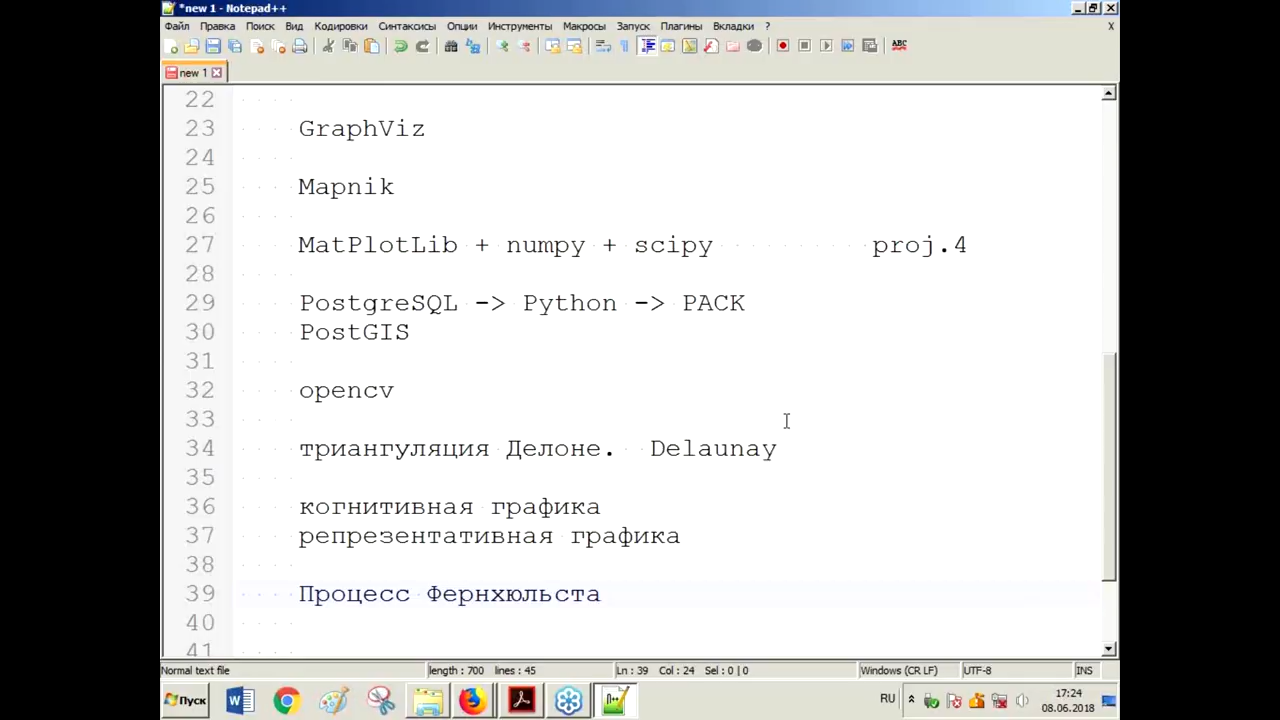 *new 1 - Notepad++
Файл Правка Поиск Вид Кодировки Синтаксисы Опции Инструменты Макросы Запуск Плагины Вкладки ? X
ABC
new 1
22
23 GraphViz
24
25 Mapnik
26
27 MatPlotLib + numpy + scipy proj.4
28
29 PostgreSQL -> Python -> PACK
30 PostGIS
31
32 opencv
33
34 триангуляция Делоне. Delaunay
35
36 когнитивная графика
37 репрезентативная графика
38
39 Процесс Фернхюльста
40
41
Normal text file length : 700 lines : 45 Ln : 39 Col : 24 Sel : 0 | 0 Windows (CR LF) UTF-8 INS
Пуск RU 17:24
08.06.2018